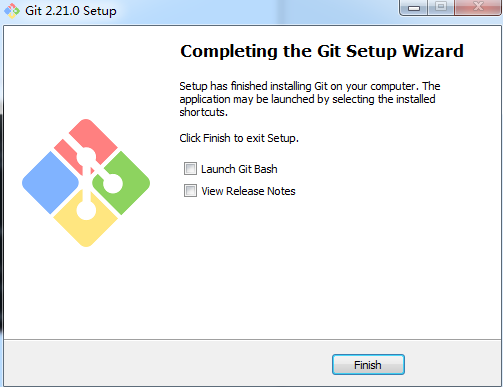 Git 2.21.0 Setup
Completing the Git Setup Wizard
Setup has finished installing Git on your computer. The
application may be launched by selecting the installed
shortcuts.
Click Finish to exit Setup.
Launch Git Bash
View Release Notes
Finish